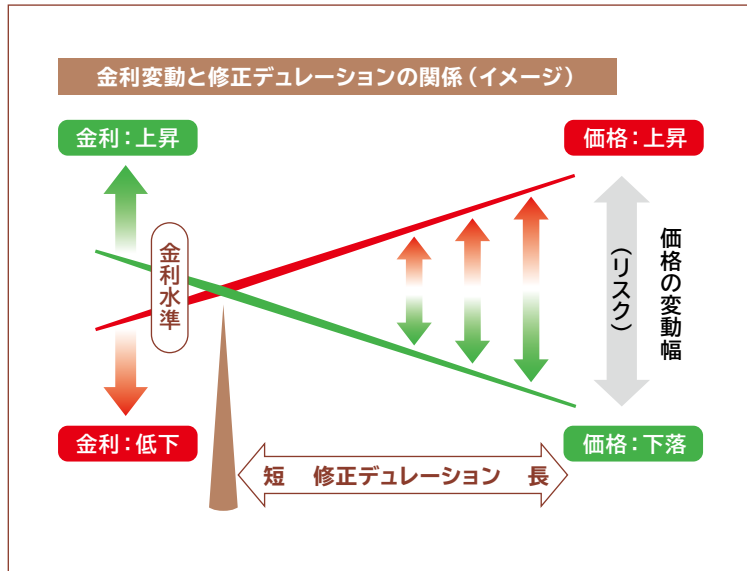 金利変動と修正デュレーションの関係（イメージ）
金利：上昇
価格：上昇
金利水準
価格の変動幅
（リスク）
金利：低下
価格：下落
短　修正デュレーション　長